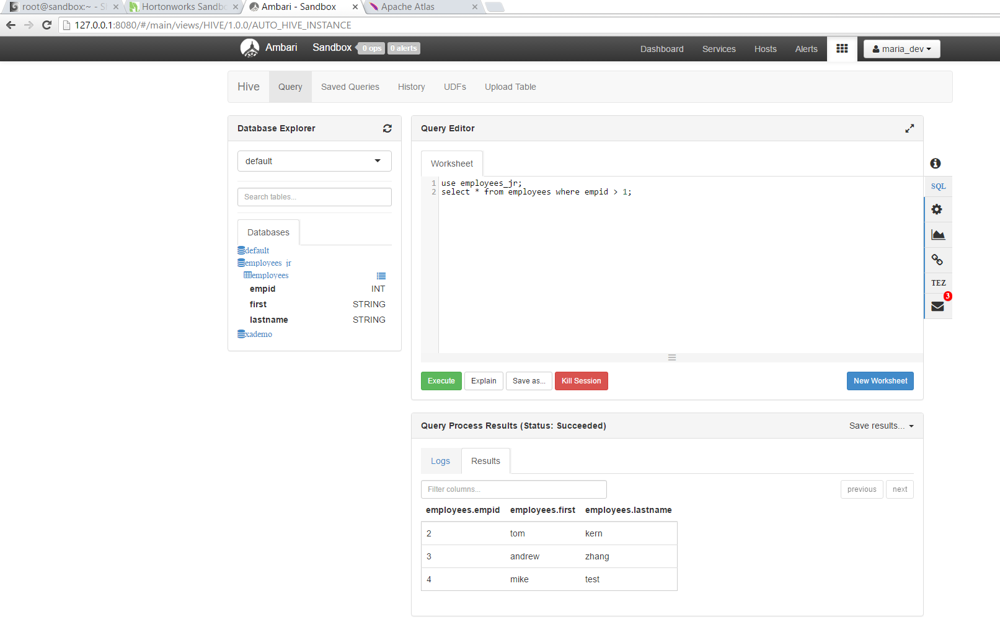 root@sandbox:~ - S
Hortonworks Sandbo
Ambari - Sandbox
Apache Atlas
127.0.0.1:8080/#/main/views/HIVE/1.0.0/AUTO_HIVE_INSTANCE
Ambari Sandbox 0 ops 0 alerts Dashboard Services Hosts Alerts maria_dev
Hive Query Saved Queries History UDFs Upload Table
Database Explorer
default
Search tables...
Databases
default
employees_jr
employees
empid INT
first STRING
lastname STRING
xademo
Query Editor
Worksheet
1 use employees_jr;
2 select * from employees where empid > 1;
SQL
TEZ
3
Execute Explain Save as... Kill Session New Worksheet
Query Process Results (Status: Succeeded) Save results...
Logs Results
Filter columns... previous next
employees.empid employees.first employees.lastname
2 tom kern
3 andrew zhang
4 mike test